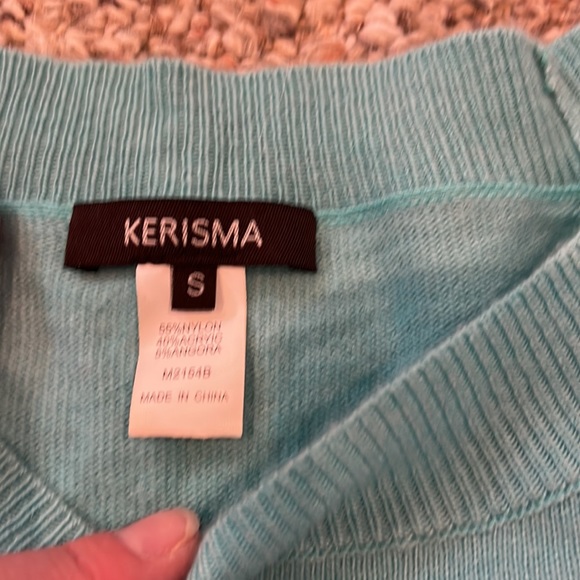 KERISMA
S
55%NYLON
40%ACRYLIC
5%ANGORA
M2154B
MADE IN CHINA